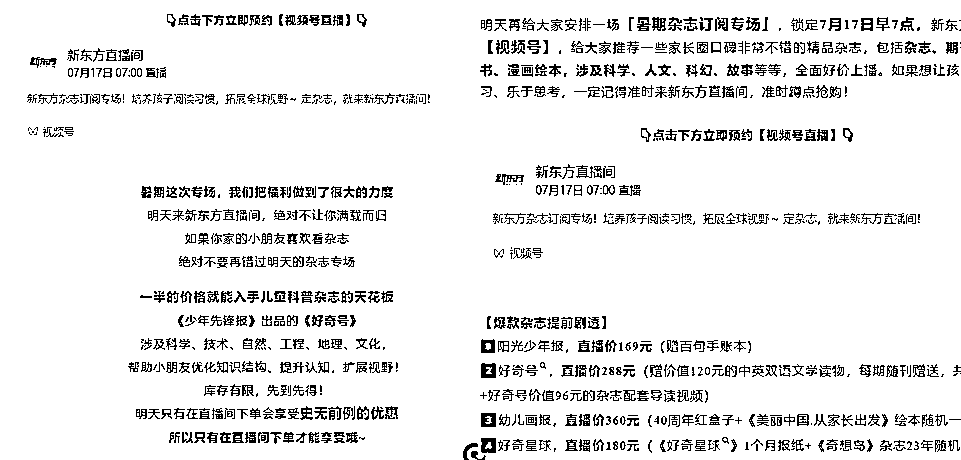 👇点击下方立即预约【视频号直播】👇
新东方 新东方直播间
07月17日 07:00 直播
新东方杂志订阅专场！培养孩子阅读习惯，拓展全球视野~ 定杂志，就来新东方直播间！
视频号
暑期这次专场，我们把福利做到了很大的力度
明天来新东方直播间，绝对不让你满载而归
如果你家的小朋友喜欢看杂志
绝对不要再错过明天的杂志专场
一半的价格就能入手儿童科普杂志的天花板
《少年先锋报》出品的《好奇号》
涉及科学、技术、自然、工程、地理、文化，
帮助小朋友优化知识结构、提升认知，扩展视野！
库存有限，先到先得！
明天只有在直播间下单会享受史无前例的优惠
所以只有在直播间下单才能享受哦~
明天再给大家安排一场「暑期杂志订阅专场」，锁定7月17日早7点，新东方
【视频号】，给大家推荐一些家长圈口碑非常不错的精品杂志，包括杂志、期
书、漫画绘本，涉及科学、人文、科幻、故事等等，全面好价上播。如果想让孩
习、乐于思考，一定记得准时来新东方直播间，准时蹲点抢购！
👇点击下方立即预约【视频号直播】👇
新东方 新东方直播间
07月17日 07:00 直播
新东方杂志订阅专场！培养孩子阅读习惯，拓展全球视野~ 定杂志，就来新东方直播间！
视频号
【爆款杂志提前剧透】
1 阳光少年报，直播价169元（赠百句手账本）
2 好奇号，直播价288元（赠价值120元的中英双语文学读物，每期随刊赠送，共
+好奇号价值96元的杂志配套导读视频）
3 幼儿画报，直播价360元（40周年红盒子+《美丽中国.从家长出发》绘本随机一
4 好奇星球，直播价180元（《好奇星球》1个月报纸+《奇想鸟》杂志23年随机